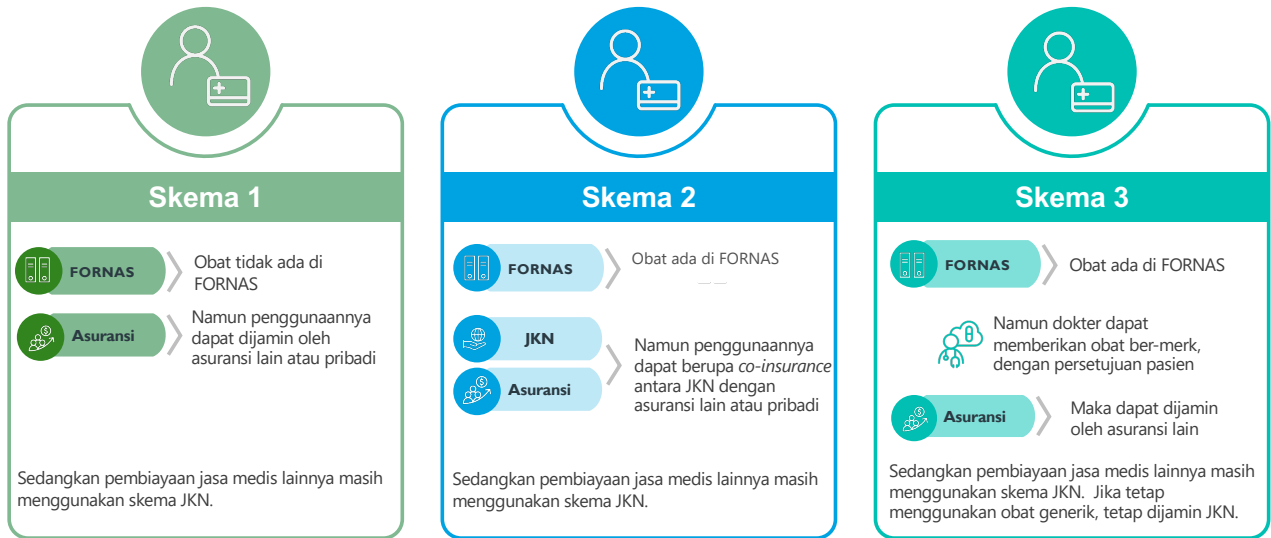 Skema 1
FORNAS
Obat tidak ada di
FORNAS
Asuransi
Namun penggunaannya
dapat dijamin oleh
asuransi lain atau pribadi
Sedangkan pembiayaan jasa medis lainnya masih
menggunakan skema JKN.
Skema 2
FORNAS
Obat ada di FORNAS
JKN
Asuransi
Namun penggunaannya
dapat berupa co-insurance
antara JKN dengan
asuransi lain atau pribadi
Sedangkan pembiayaan jasa medis lainnya masih
menggunakan skema JKN.
Skema 3
FORNAS
Obat ada di FORNAS
Namun dokter dapat
memberikan obat ber-merk,
dengan persetujuan pasien
Asuransi
Maka dapat dijamin
oleh asuransi lain
Sedangkan pembiayaan jasa medis lainnya masih
menggunakan skema JKN.  Jika tetap
menggunakan obat generik, tetap dijamin JKN.